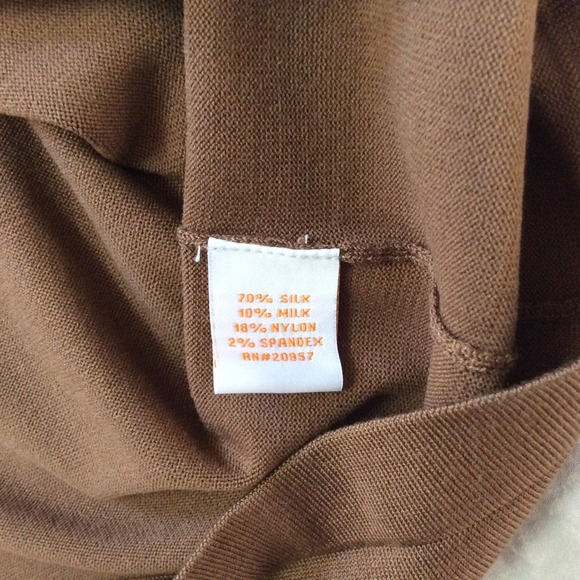 70% SILK
10% MILK
18% NYLON
2% SPANDEX
RN#20957